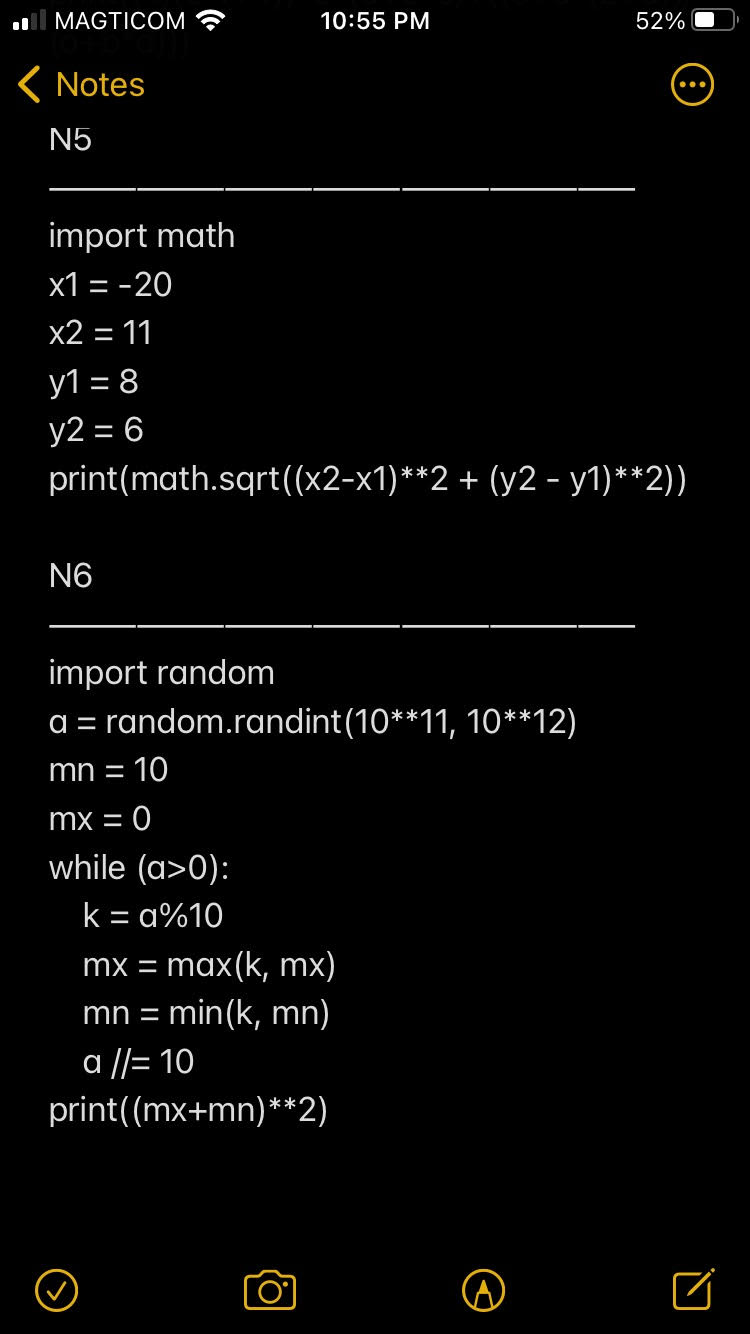 MAGTICOM 10:55 PM 52%
Notes
N5
import math
x1 = -20
x2 = 11
y1 = 8
y2 = 6
print(math.sqrt((x2-x1)**2 + (y2 - y1)**2))
N6
import random
a = random.randint(10**11, 10**12)
mn = 10
mx = 0
while (a>0):
    k = a%10
    mx = max(k, mx)
    mn = min(k, mn)
    a //= 10
print((mx+mn)**2)